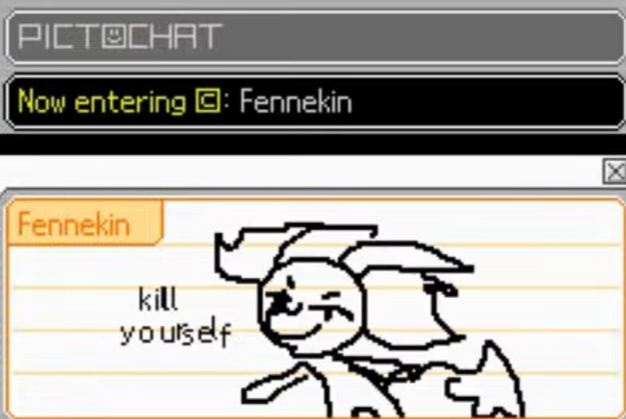 PICTOCHAT
Now entering C: Fennekin
Fennekin
kill
yourself